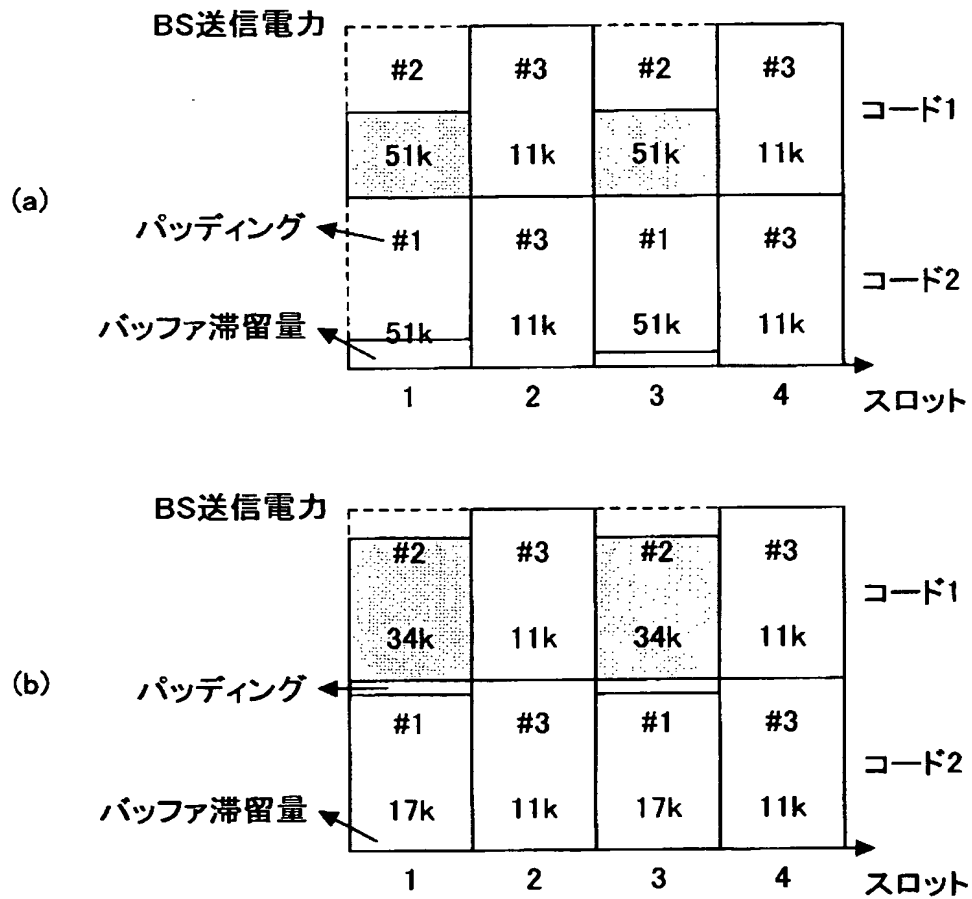 BS送信電力
#2 #3 #2 #3
コード1
51k 11k 51k 11k
(a)
パッディング
#1 #3 #1 #3
コード2
バッファ滞留量
51k 11k 51k 11k
1 2 3 4
スロット
BS送信電力
#2 #3 #2 #3
コード1
34k 11k 34k 11k
(b)
パッディング
#1 #3 #1 #3
コード2
バッファ滞留量
17k 11k 17k 11k
1 2 3 4
スロット